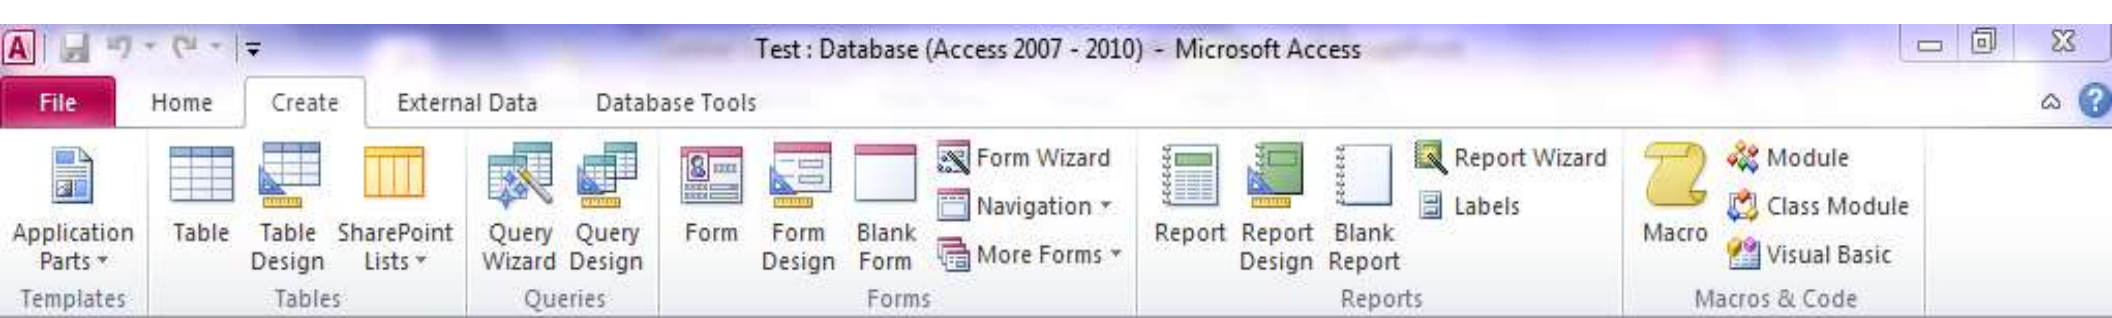 A
Test : Database (Access 2007 - 2010) - Microsoft Access
File Home Create External Data Database Tools
?
Application Parts
Templates
Table
Table Design
SharePoint Lists
Tables
Query Wizard
Query Design
Queries
Form
Form Design
Blank Form
Form Wizard
Navigation
More Forms
Forms
Report
Report Design
Blank Report
Report Wizard
Labels
Reports
Macro
Module
Class Module
Visual Basic
Macros & Code